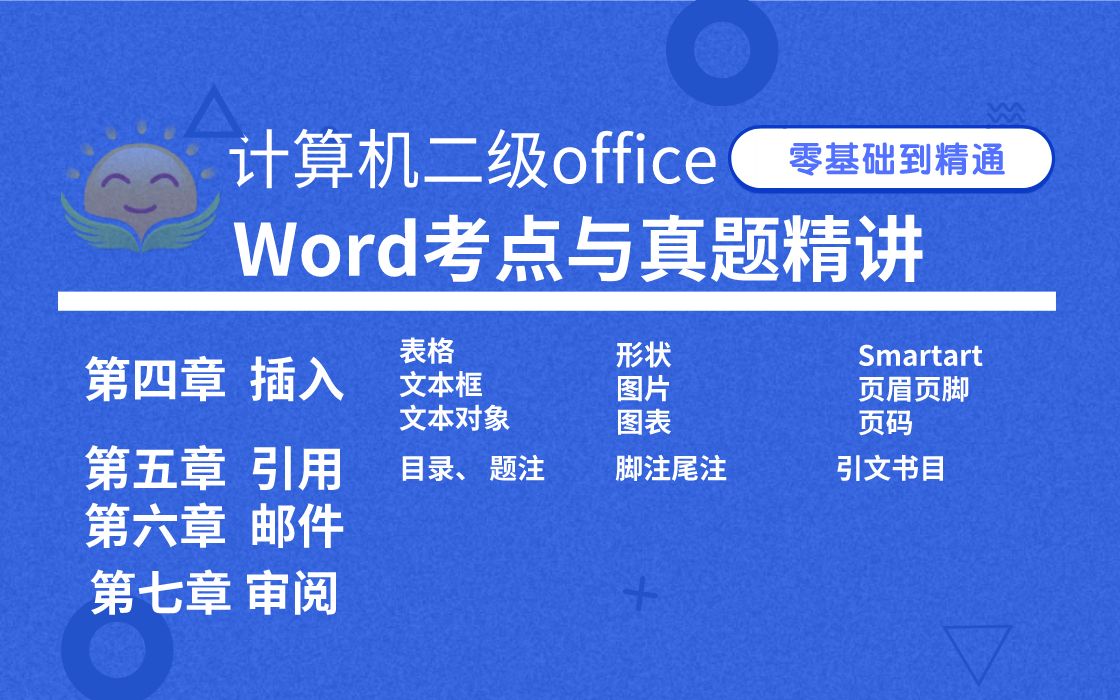 计算机二级office 零基础到精通
Word考点与真题精讲
第四章 插入
表格
文本框
文本对象
形状
图片
图表
Smartart
页眉页脚
页码
第五章 引用
目录、 题注
脚注尾注
引文书目
第六章 邮件
第七章 审阅